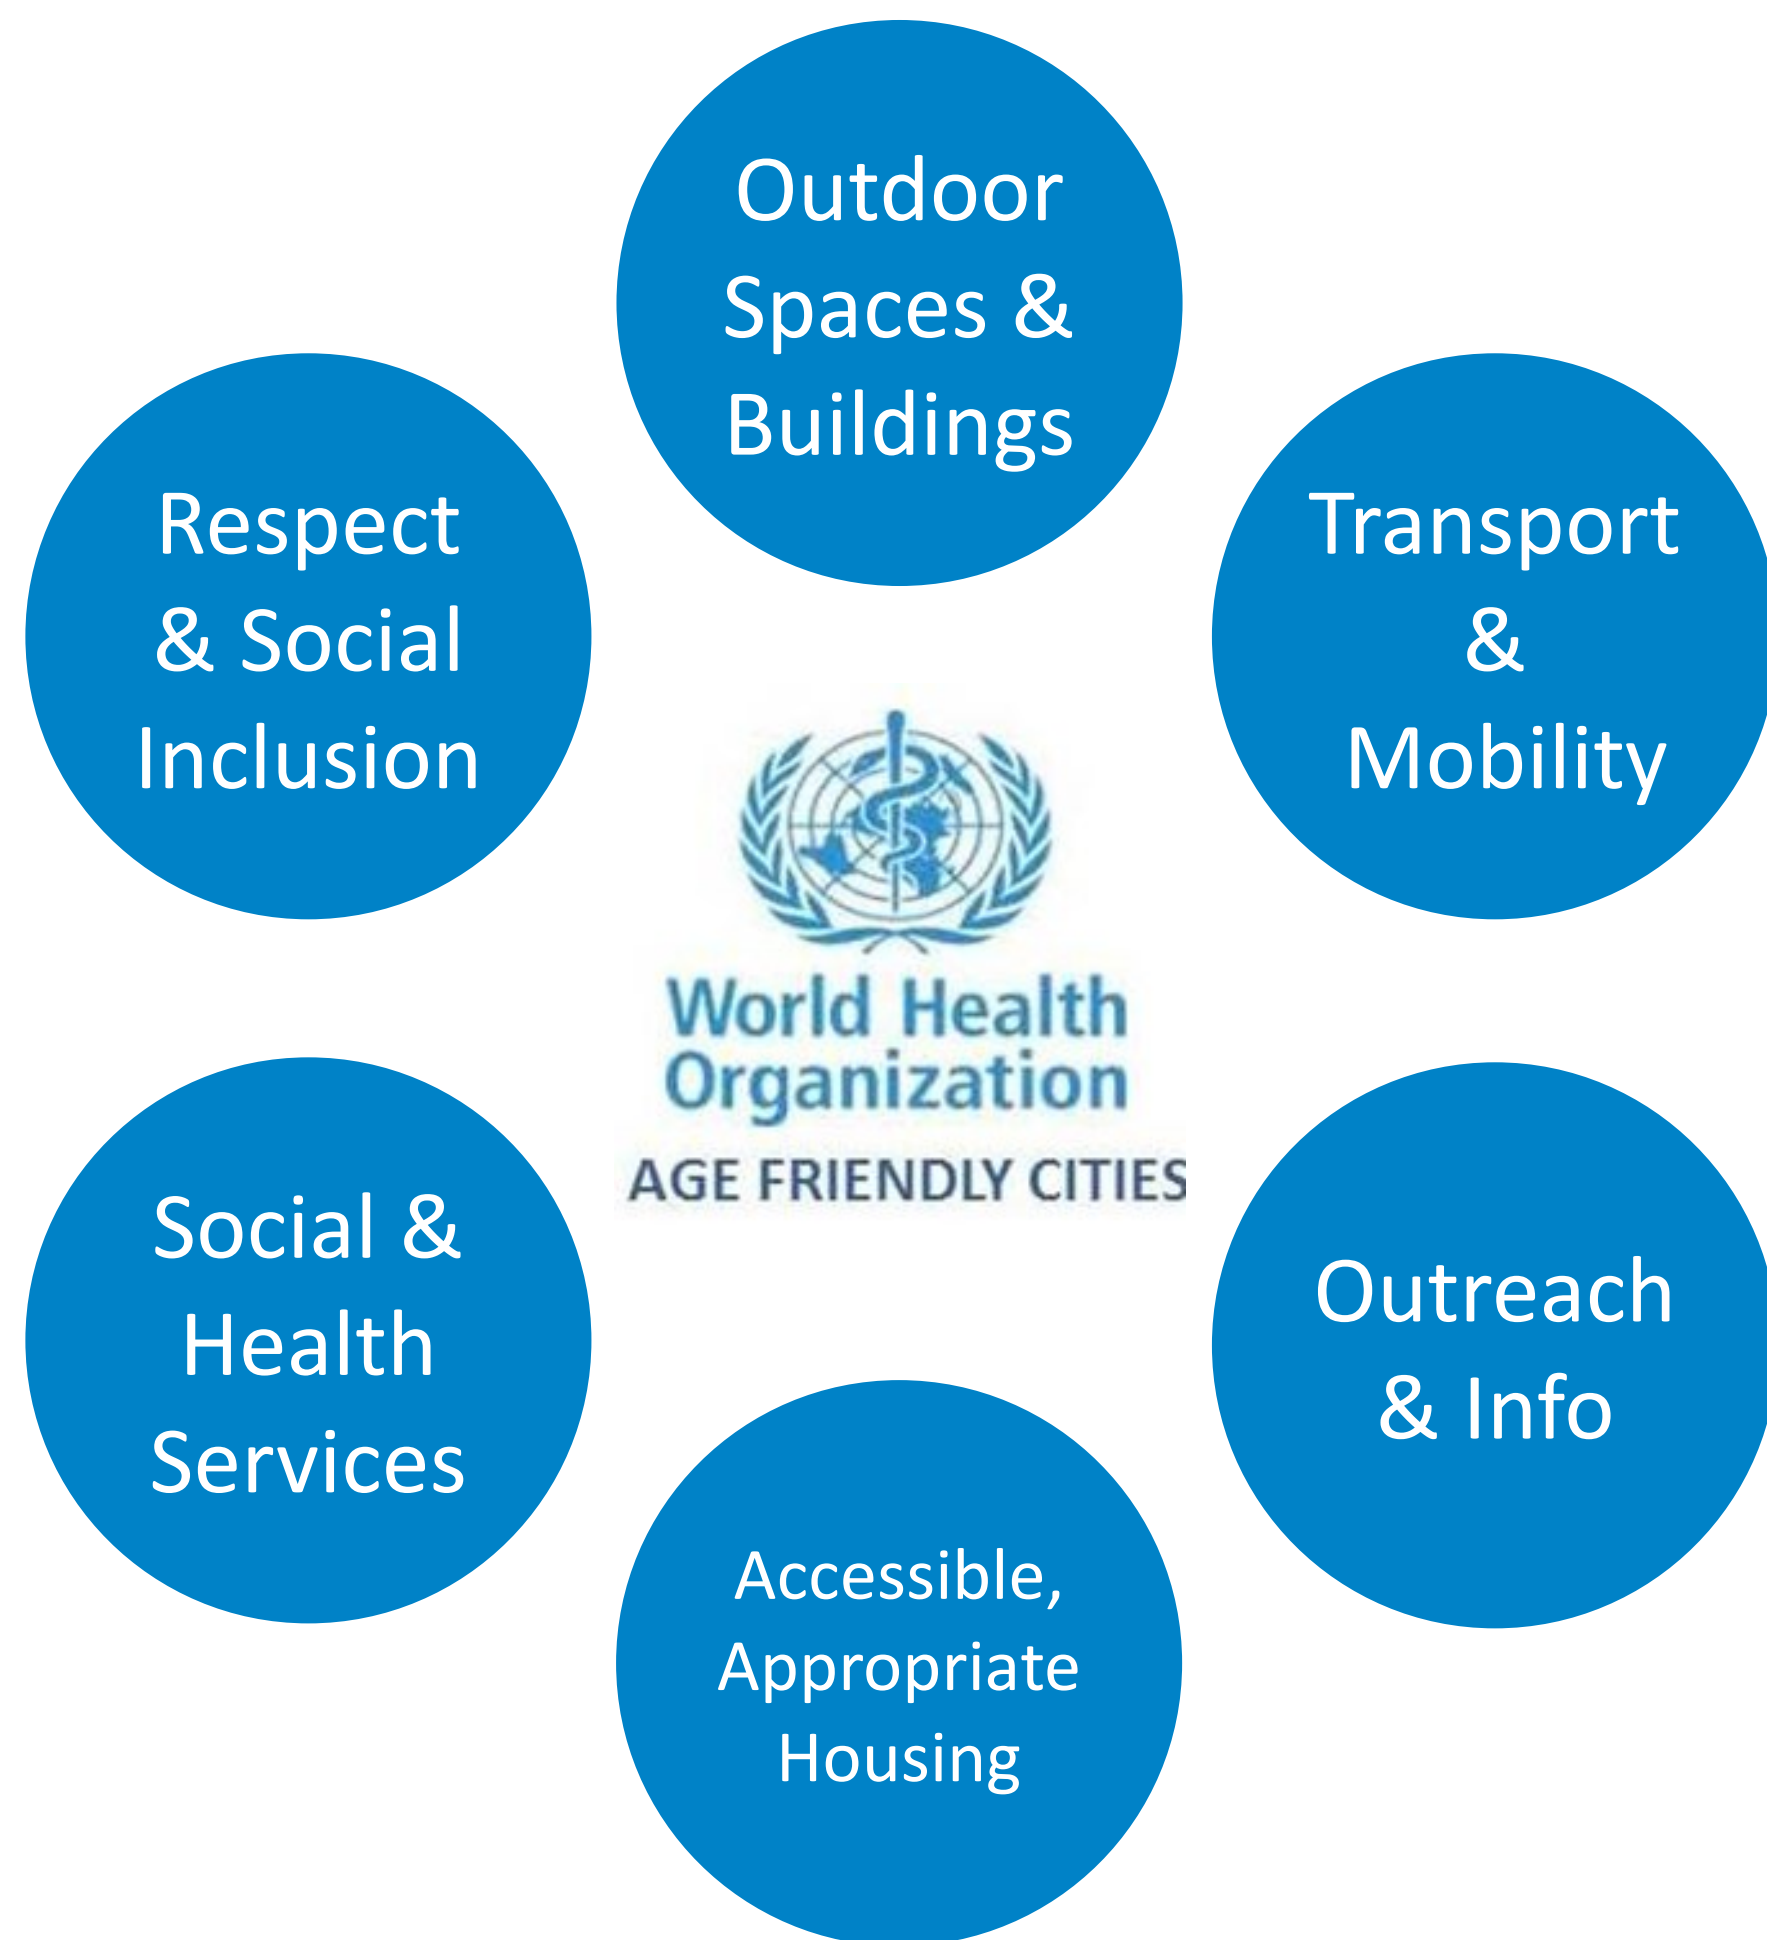 Outdoor
Spaces &
Buildings
Respect
& Social
Inclusion
Transport
&
Mobility
World Health
Organization
AGE FRIENDLY CITIES
Social &
Health
Services
Outreach
& Info
Accessible,
Appropriate
Housing